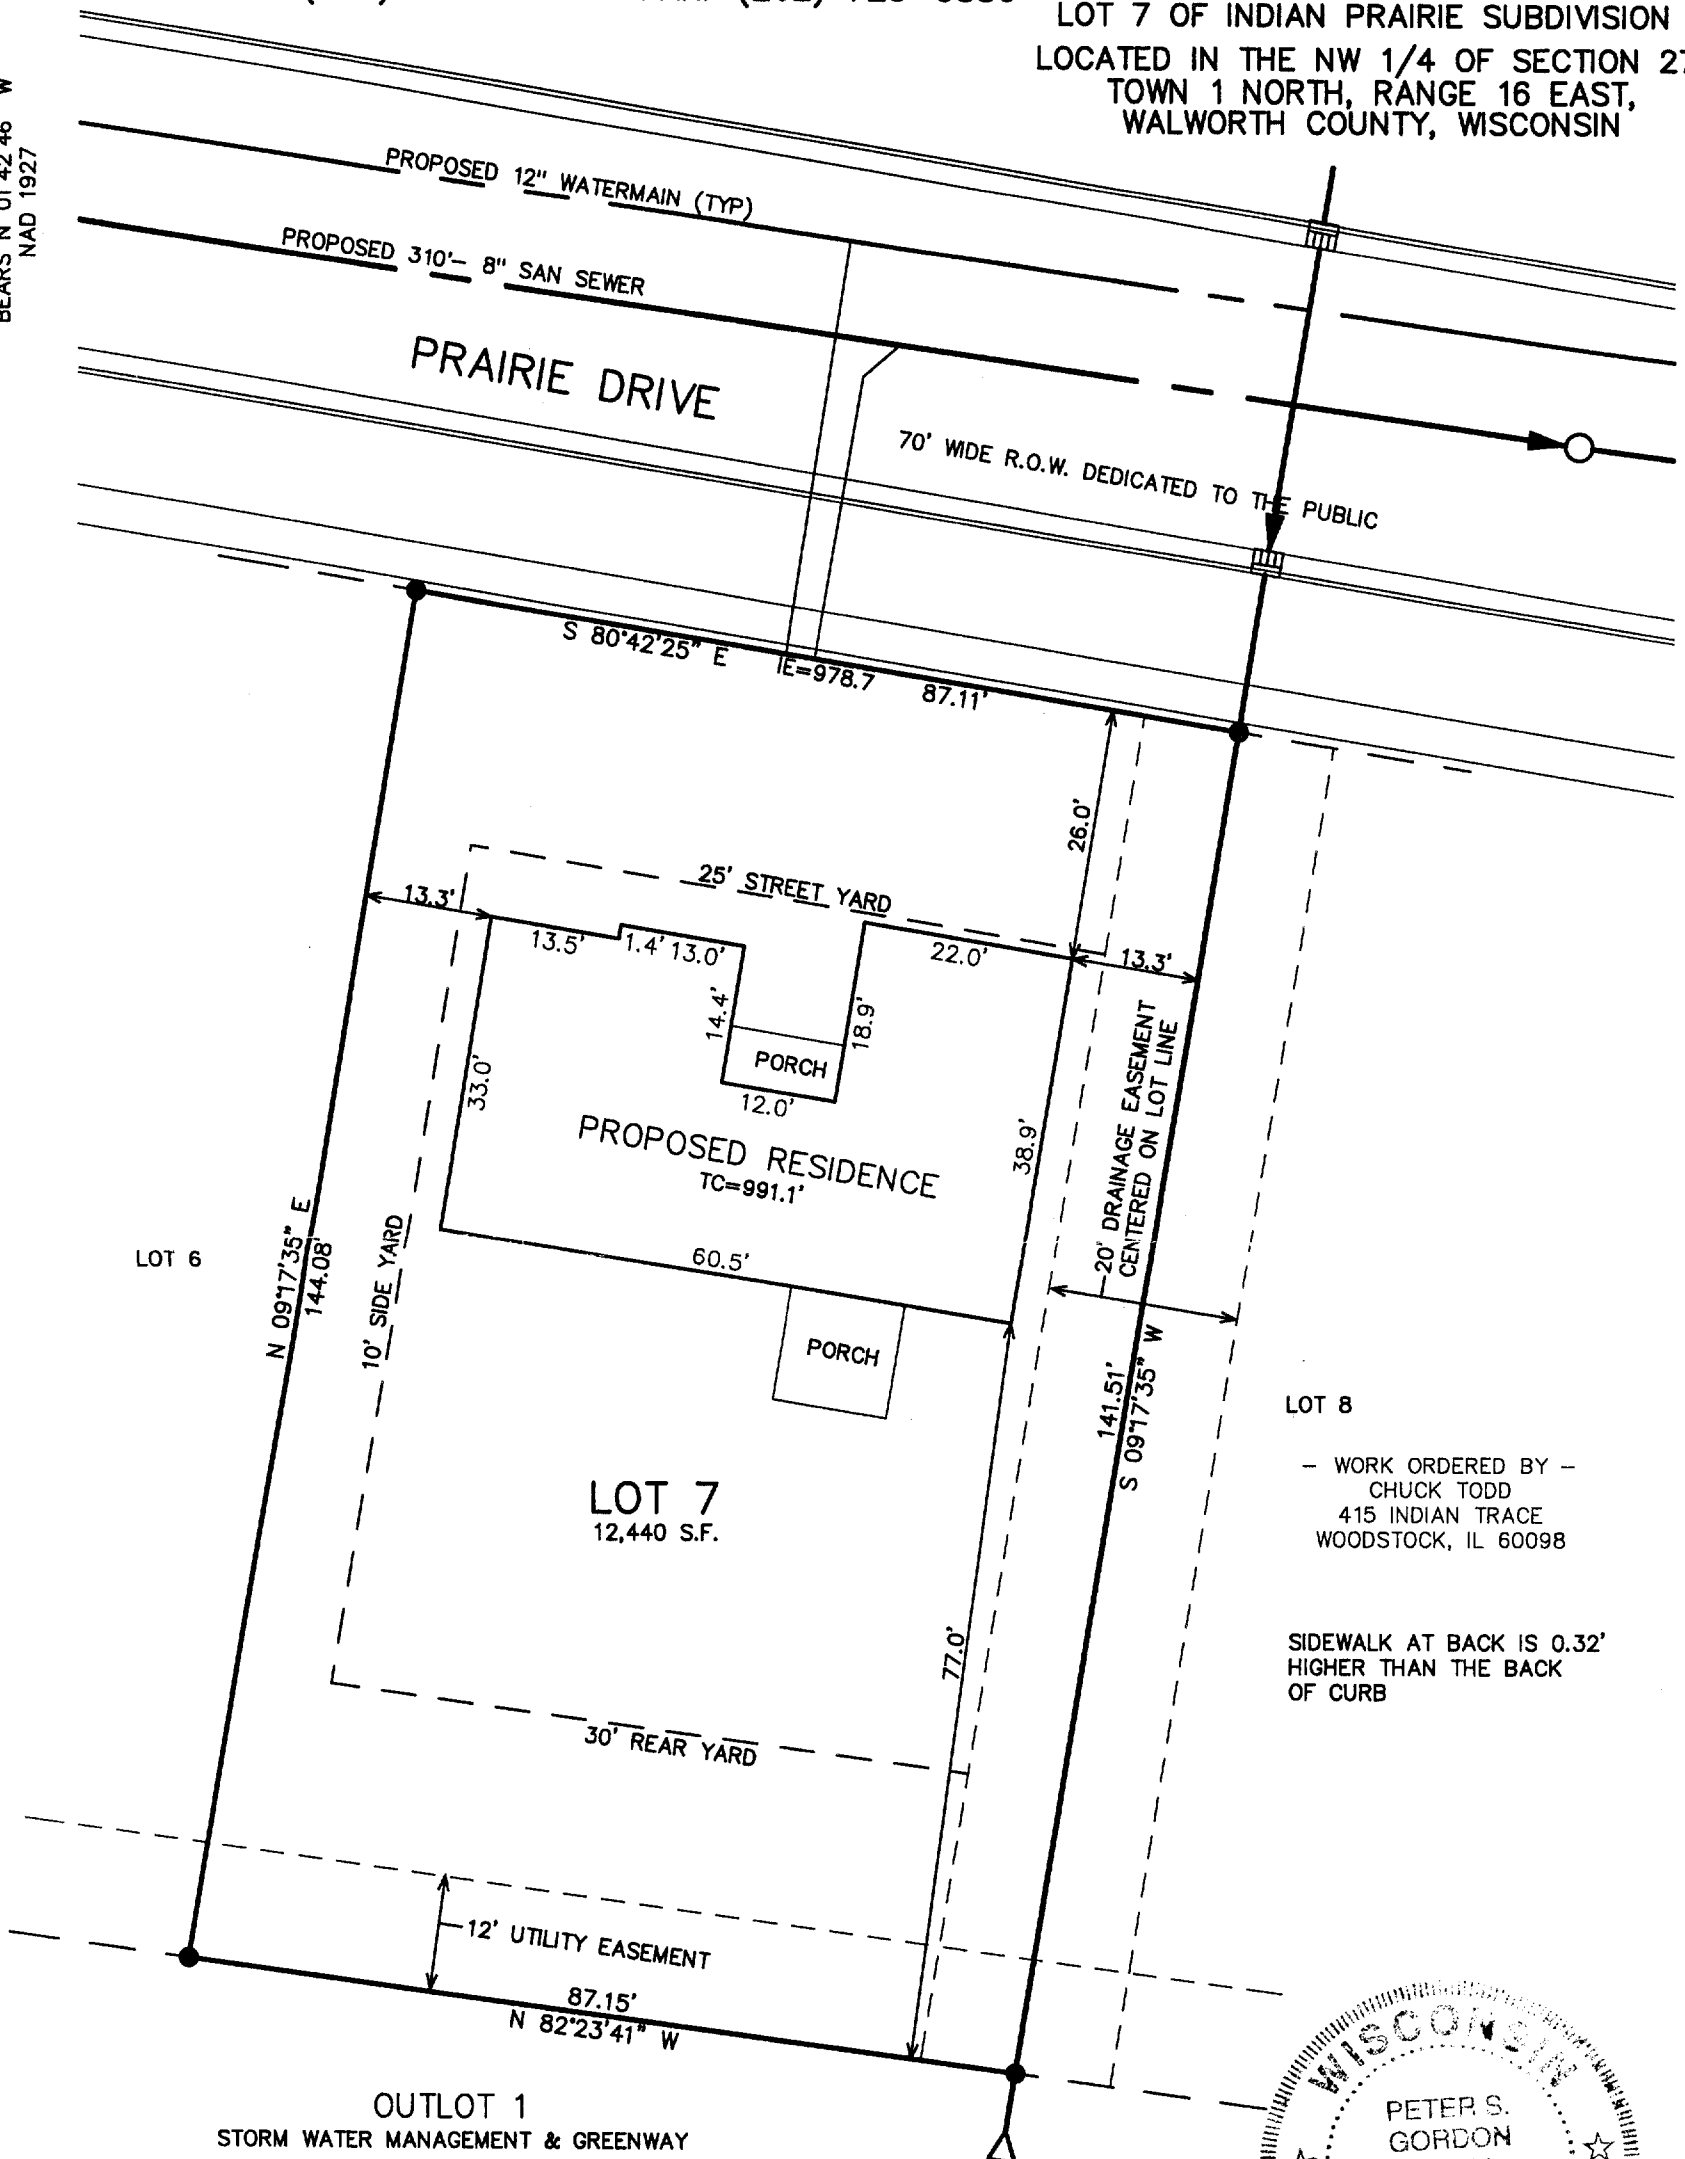 LOT 7 OF INDIAN PRAIRIE SUBDIVISION
LOCATED IN THE NW 1/4 OF SECTION 27
TOWN 1 NORTH, RANGE 16 EAST,
WALWORTH COUNTY, WISCONSIN
NAD 1927
PROPOSED 12" WATERMAIN (TYP)
PROPOSED 310'- 8" SAN SEWER
PRAIRIE DRIVE
70' WIDE R.O.W. DEDICATED TO THE PUBLIC
S 80°42'25" E
IE=978.7
87.11'
26.0'
25' STREET YARD
13.3'
13.5'
1.4'
13.0'
22.0'
13.3'
14.4'
18.9'
PORCH
12.0'
33.0'
38.9'
PROPOSED RESIDENCE
TC=991.1'
20' DRAINAGE EASEMENT
CENTERED ON LOT LINE
60.5'
PORCH
LOT 6
N 09°17'35" E
144.08'
10' SIDE YARD
141.51'
S 09°17'35" W
LOT 8
- WORK ORDERED BY -
CHUCK TODD
415 INDIAN TRACE
WOODSTOCK, IL 60098
LOT 7
12,440 S.F.
SIDEWALK AT BACK IS 0.32'
HIGHER THAN THE BACK
OF CURB
77.0'
30' REAR YARD
12' UTILITY EASEMENT
87.15'
N 82°23'41" W
OUTLOT 1
STORM WATER MANAGEMENT & GREENWAY
WISCONSIN
PETER S.
GORDON